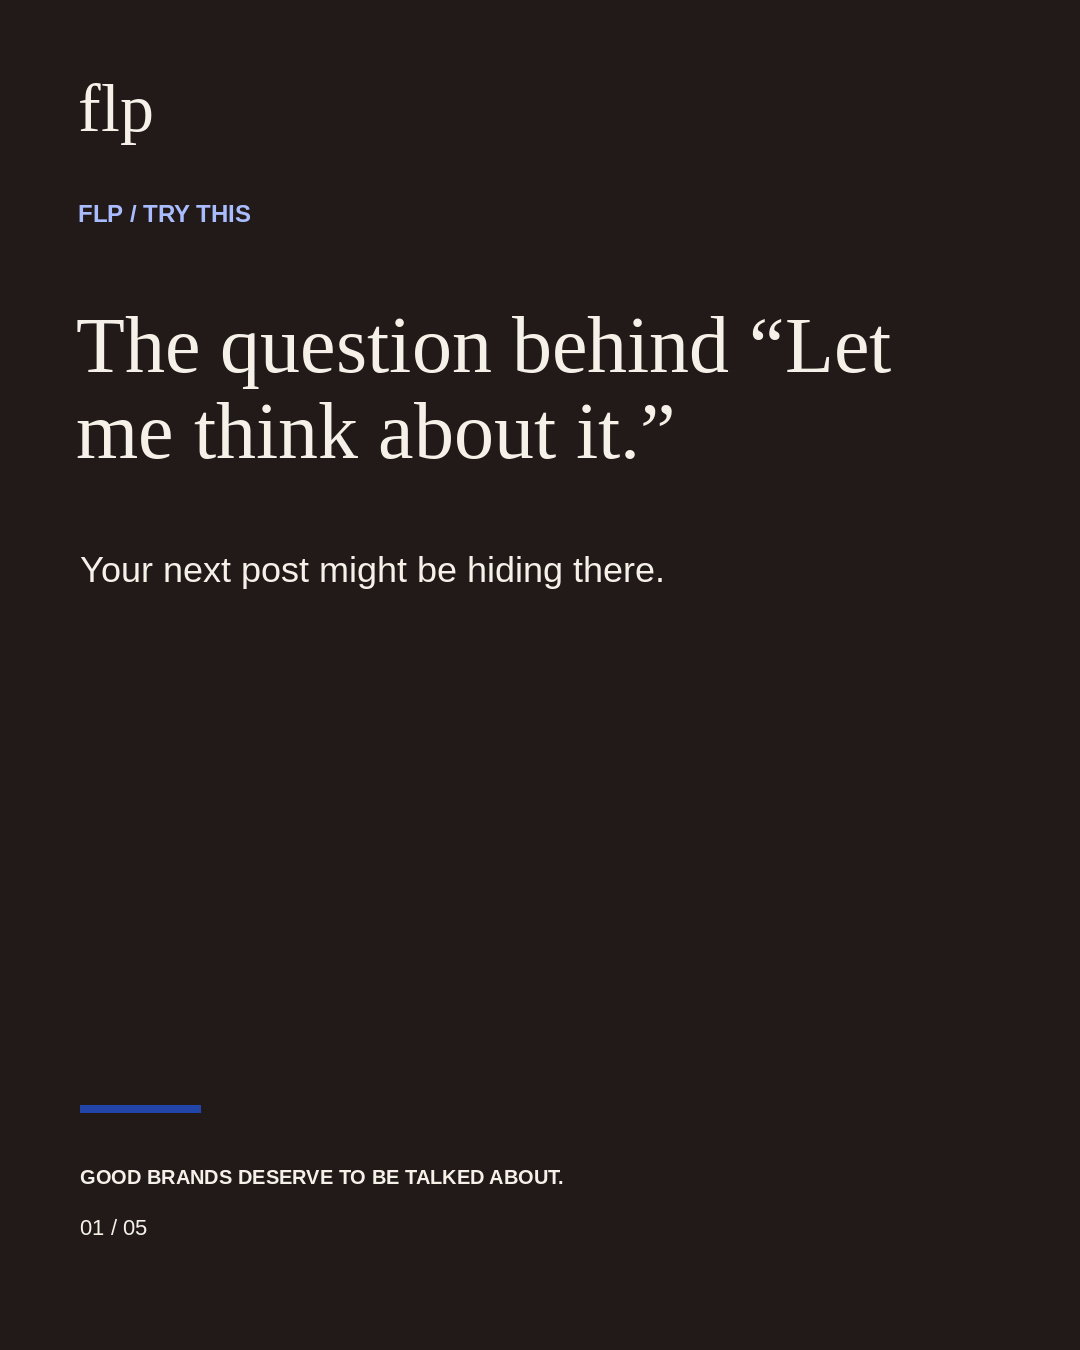 flp
FLP / TRY THIS
The question behind “Let
me think about it.”
Your next post might be hiding there.
GOOD BRANDS DESERVE TO BE TALKED ABOUT.
01 / 05